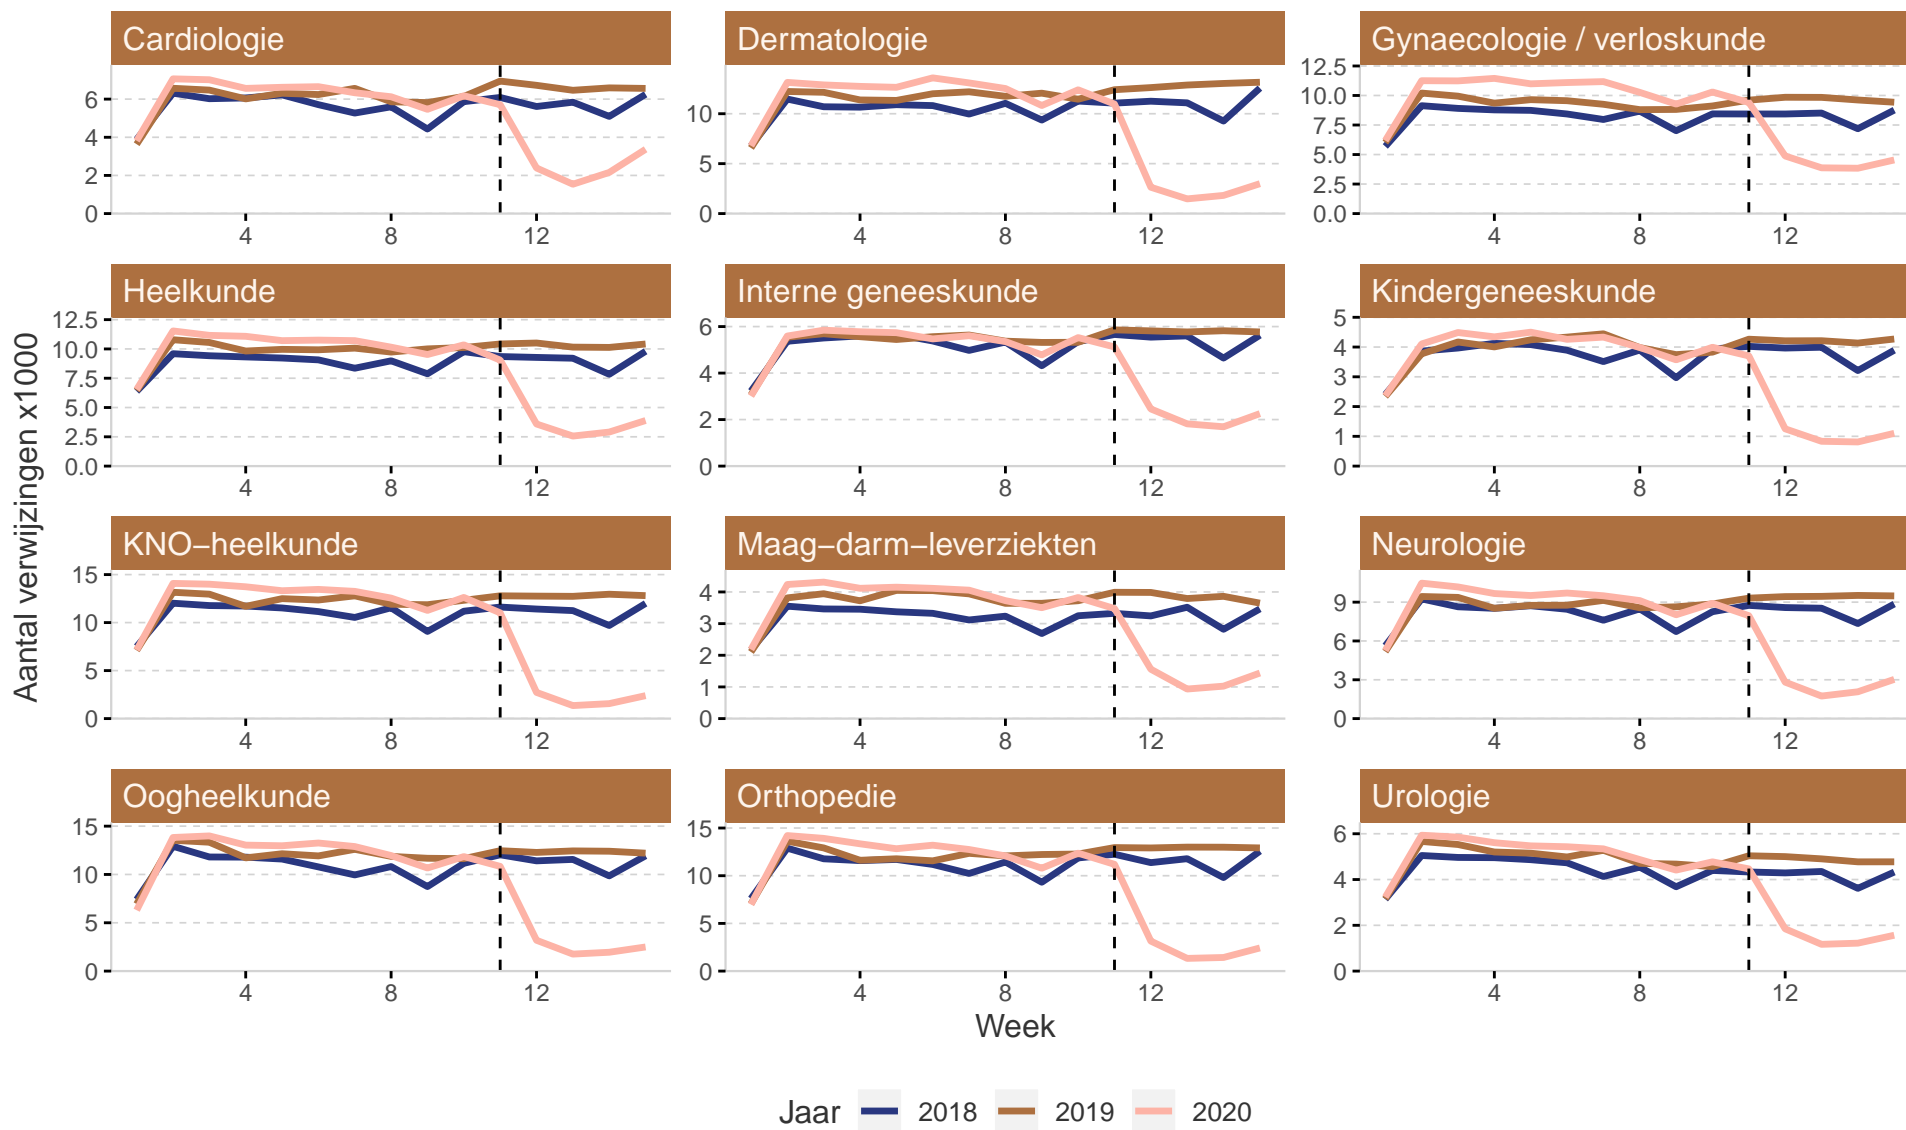 Cardiologie
Dermatologie
Gynaecologie / verloskunde
0 2 4 6
4 8 12
0 5 10
4 8 12
0.0 2.5 5.0 7.5 10.0 12.5
4 8 12
Heelkunde
Interne geneeskunde
Kindergeneeskunde
0.0 2.5 5.0 7.5 10.0 12.5
4 8 12
0 2 4 6
4 8 12
0 1 2 3 4 5
4 8 12
KNO–heelkunde
Maag–darm–leverziekten
Neurologie
0 5 10 15
4 8 12
0 1 2 3 4
4 8 12
0 3 6 9
4 8 12
Oogheelkunde
Orthopedie
Urologie
0 5 10 15
4 8 12
0 5 10 15
4 8 12
0 2 4 6
4 8 12
Aantal verwijzingen x1000
Week
Jaar 2018 2019 2020